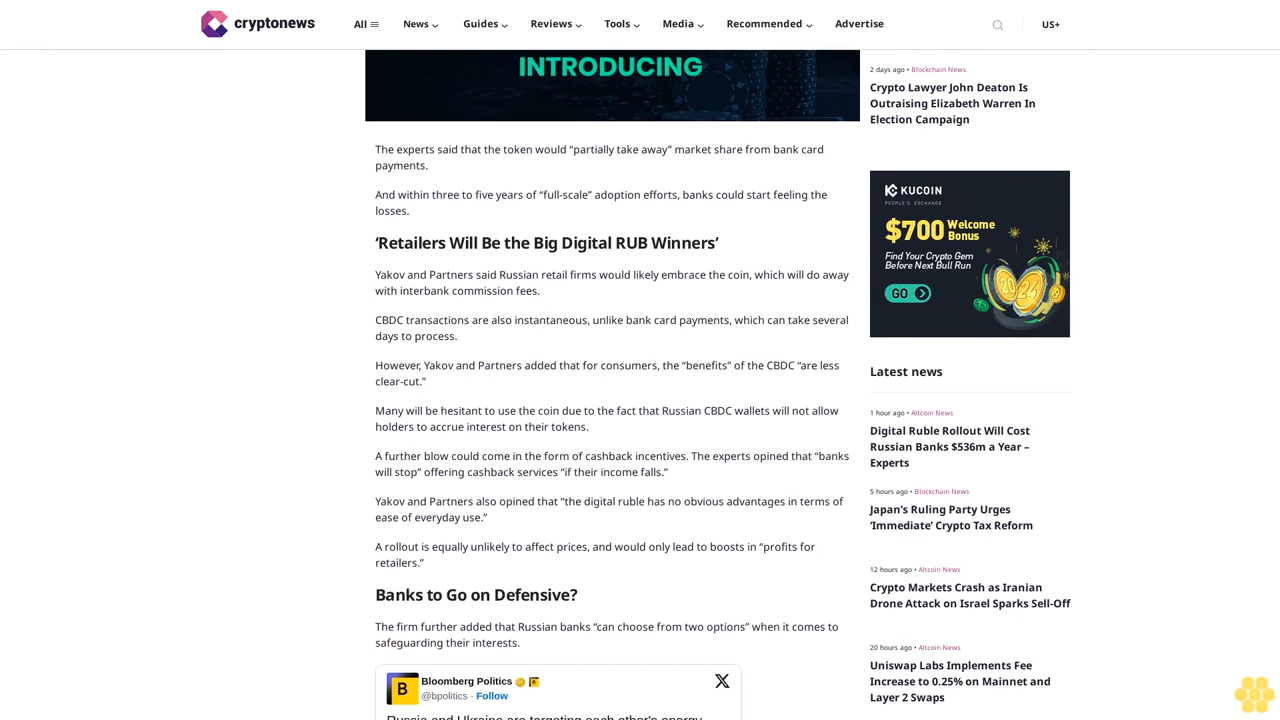 cryptonews
All
News
Guides
Reviews
Tools
Media
Recommended
Advertise
US+
INTRODUCING
The experts said that the token would “partially take away” market share from bank card
payments.
And within three to five years of “full-scale” adoption efforts, banks could start feeling the
losses.
‘Retailers Will Be the Big Digital RUB Winners’
Yakov and Partners said Russian retail firms would likely embrace the coin, which will do away
with interbank commission fees.
CBDC transactions are also instantaneous, unlike bank card payments, which can take several
days to process.
However, Yakov and Partners added that for consumers, the “benefits” of the CBDC “are less
clear-cut.”
Many will be hesitant to use the coin due to the fact that Russian CBDC wallets will not allow
holders to accrue interest on their tokens.
A further blow could come in the form of cashback incentives. The experts opined that “banks
will stop” offering cashback services “if their income falls.”
Yakov and Partners also opined that “the digital ruble has no obvious advantages in terms of
ease of everyday use.”
A rollout is equally unlikely to affect prices, and would only lead to boosts in “profits for
retailers.”
Banks to Go on Defensive?
The firm further added that Russian banks “can choose from two options” when it comes to
safeguarding their interests.
B
Bloomberg Politics
@bpolitics · Follow
Russia and Ukraine are targeting each other's energy
2 days ago • Blockchain News
Crypto Lawyer John Deaton Is
Outraising Elizabeth Warren In
Election Campaign
KUCOIN
PEOPLE'S EXCHANGE
$700 Welcome
Bonus
Find Your Crypto Gem
Before Next Bull Run
GO
20 24
Latest news
1 hour ago • Altcoin News
Digital Ruble Rollout Will Cost
Russian Banks $536m a Year –
Experts
5 hours ago • Blockchain News
Japan’s Ruling Party Urges
‘Immediate’ Crypto Tax Reform
12 hours ago • Altcoin News
Crypto Markets Crash as Iranian
Drone Attack on Israel Sparks Sell-Off
20 hours ago • Altcoin News
Uniswap Labs Implements Fee
Increase to 0.25% on Mainnet and
Layer 2 Swaps